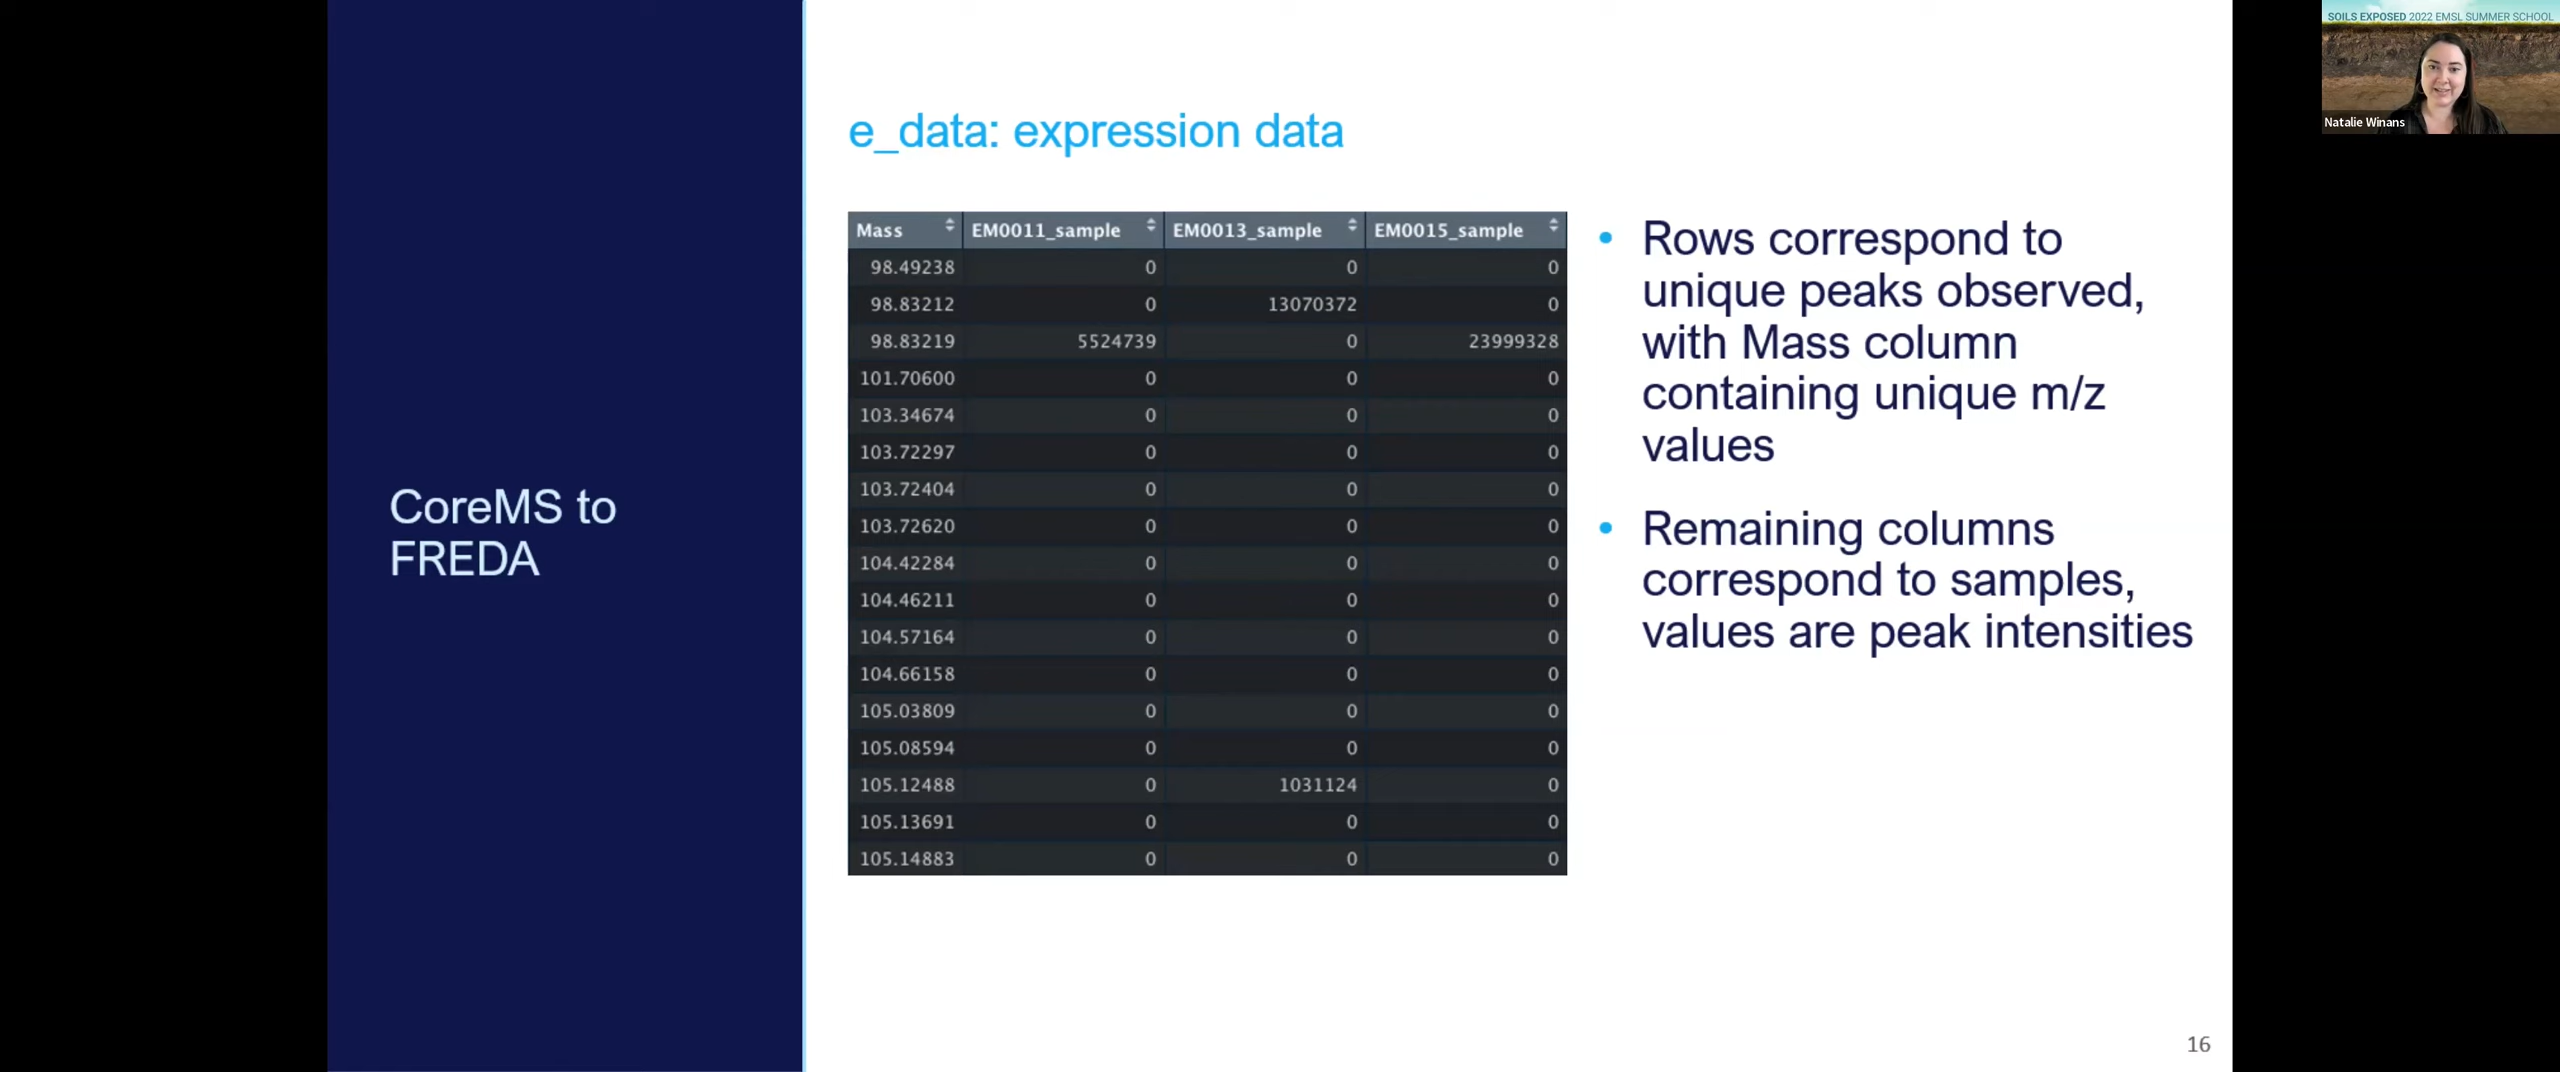 CoreMS to
FREDA
e_data: expression data
Mass EM0011_sample EM0013_sample EM0015_sample
98.49238 0 0 0
98.83212 0 13070372 0
98.83219 5524739 0 23999328
101.70600 0 0 0
103.34674 0 0 0
103.72297 0 0 0
103.72404 0 0 0
103.72620 0 0 0
104.42284 0 0 0
104.46211 0 0 0
104.57164 0 0 0
104.66158 0 0 0
105.03809 0 0 0
105.08594 0 0 0
105.12488 0 1031124 0
105.13691 0 0 0
105.14883 0 0 0
• Rows correspond to
unique peaks observed,
with Mass column
containing unique m/z
values
• Remaining columns
correspond to samples,
values are peak intensities
16
SOILS EXPOSED 2022 EMSL SUMMER SCHOOL
Natalie Winans